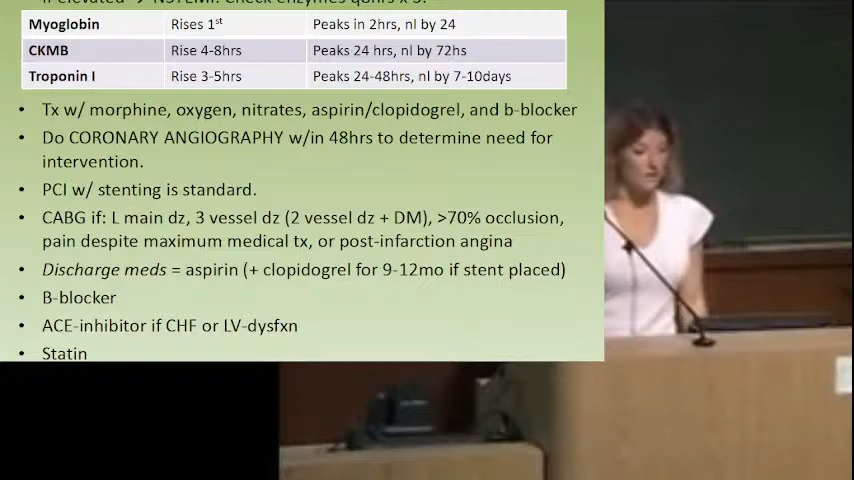 Myoglobin Rises 1st Peaks in 2hrs, nl by 24
CKMB Rise 4-8hrs Peaks 24 hrs, nl by 72hs
Troponin I Rise 3-5hrs Peaks 24-48hrs, nl by 7-10days
• Tx w/ morphine, oxygen, nitrates, aspirin/clopidogrel, and b-blocker
• Do CORONARY ANGIOGRAPHY w/in 48hrs to determine need for
intervention.
• PCI w/ stenting is standard.
• CABG if: L main dz, 3 vessel dz (2 vessel dz + DM), >70% occlusion,
pain despite maximum medical tx, or post-infarction angina
• Discharge meds = aspirin (+ clopidogrel for 9-12mo if stent placed)
• B-blocker
• ACE-inhibitor if CHF or LV-dysfxn
• Statin